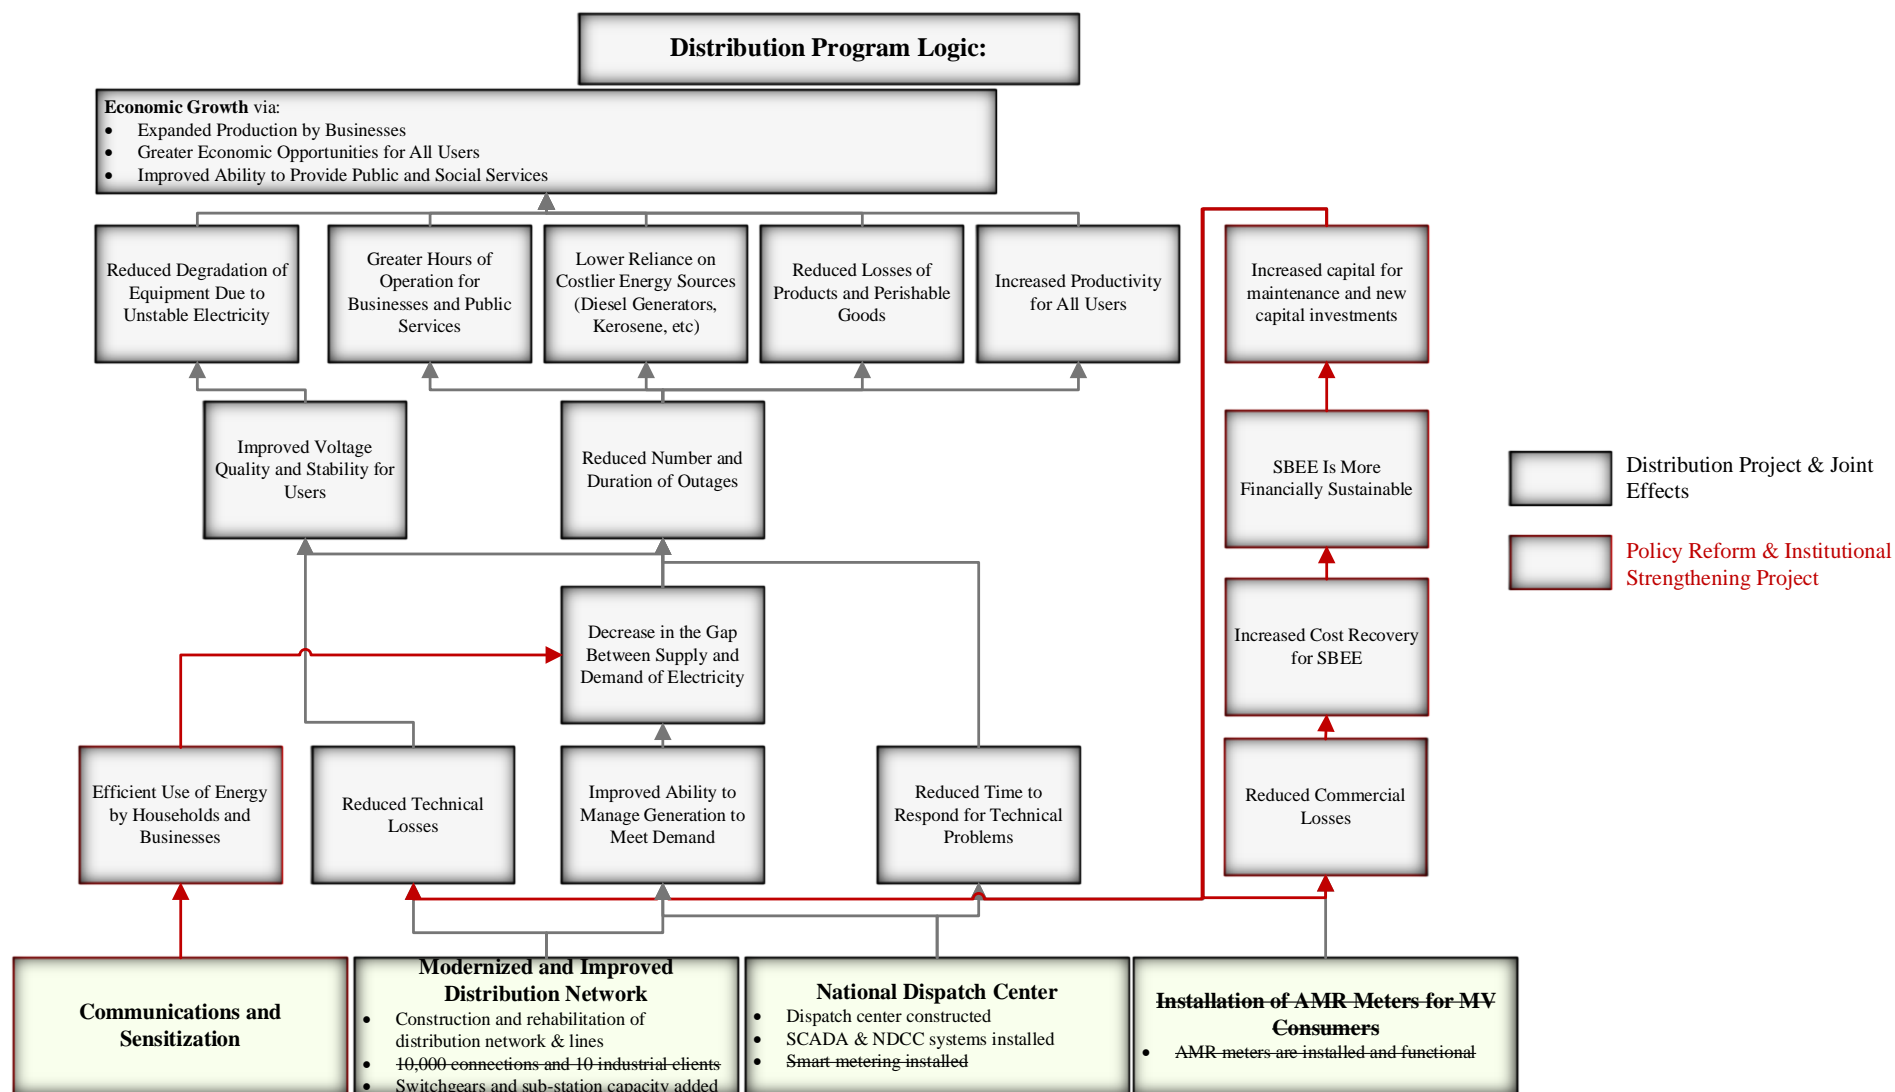 Distribution Program Logic:
Economic Growth via:
• Expanded Production by Businesses
• Greater Economic Opportunities for All Users
• Improved Ability to Provide Public and Social Services
Reduced Degradation of
Equipment Due to
Unstable Electricity
Greater Hours of
Operation for
Businesses and Public
Services
Lower Reliance on
Costlier Energy Sources
(Diesel Generators,
Kerosene, etc)
Reduced Losses of
Products and Perishable
Goods
Increased Productivity
for All Users
Increased capital for
maintenance and new
capital investments
Improved Voltage
Quality and Stability for
Users
Reduced Number and
Duration of Outages
SBEE Is More
Financially Sustainable
Distribution Project & Joint
Effects
Policy Reform & Institutional
Strengthening Project
Decrease in the Gap
Between Supply and
Demand of Electricity
Increased Cost Recovery
for SBEE
Efficient Use of Energy
by Households and
Businesses
Reduced Technical
Losses
Improved Ability to
Manage Generation to
Meet Demand
Reduced Time to
Respond for Technical
Problems
Reduced Commercial
Losses
Communications and
Sensitization
Modernized and Improved
Distribution Network
• Construction and rehabilitation of
distribution network & lines
• 10,000 connections and 10 industrial clients
• Switchgears and sub-station capacity added
National Dispatch Center
• Dispatch center constructed
• SCADA & NDCC systems installed
• Smart metering installed
Installation of AMR Meters for MV
Consumers
• AMR meters are installed and functional